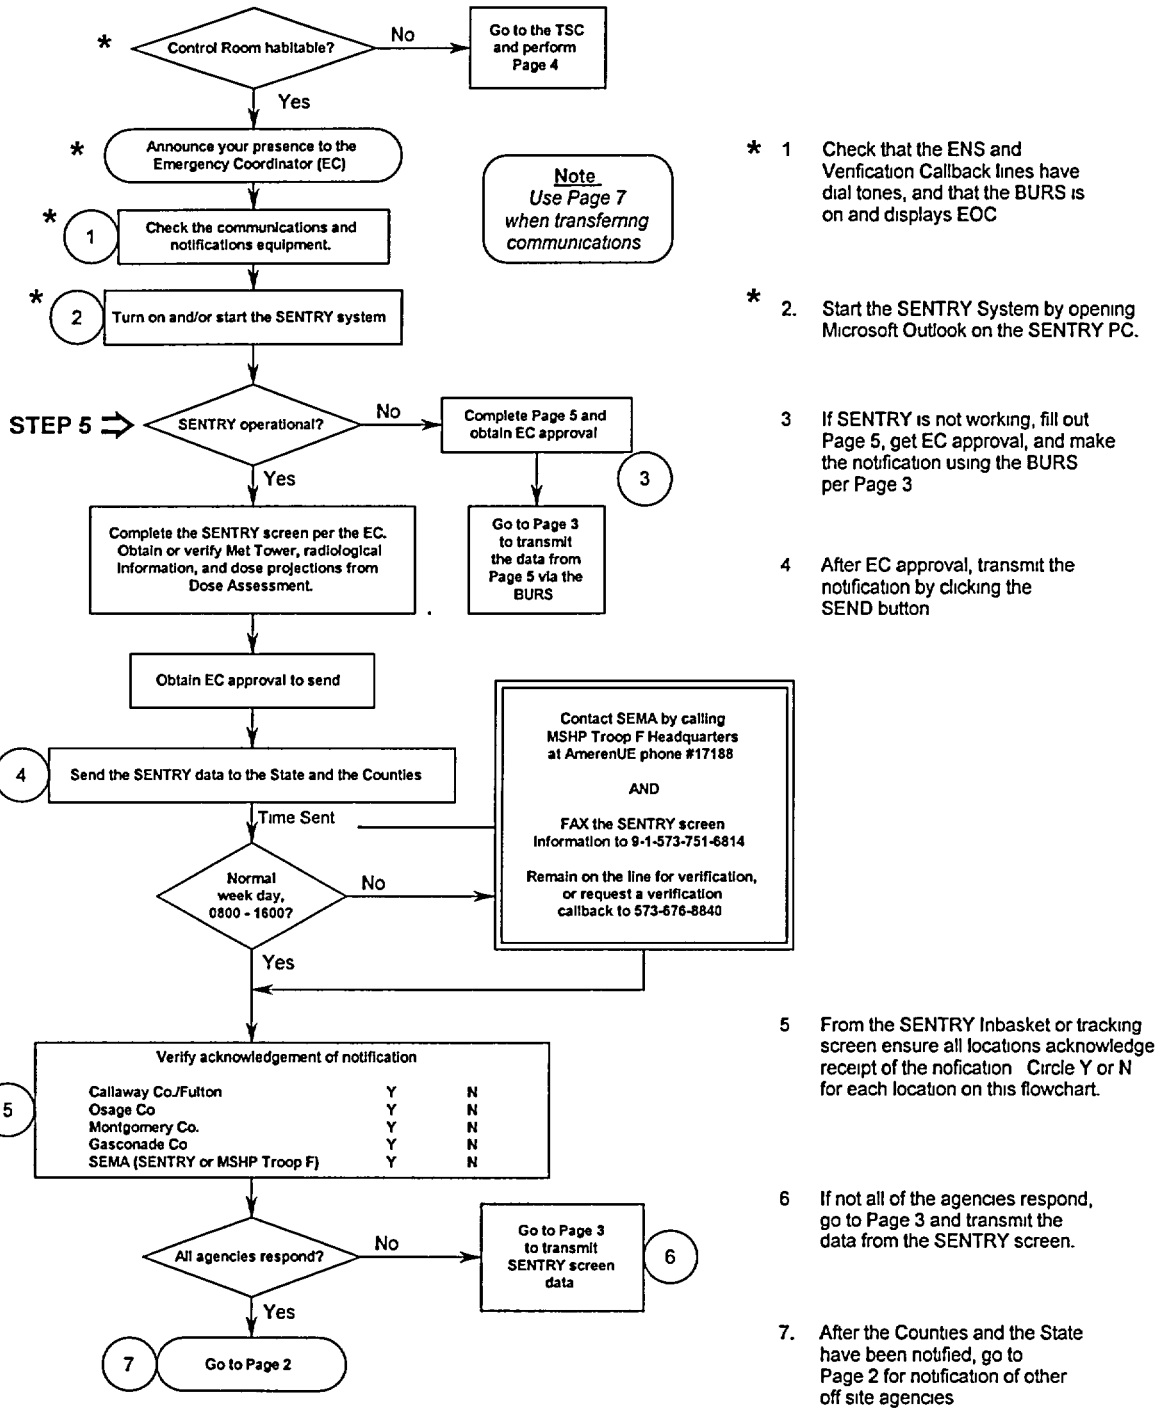 * Control Room habitable?
No
Go to the TSC
and perform
Page 4
Yes
* Announce your presence to the
Emergency Coordinator (EC)
Note
Use Page 7
when transferring
communications
* 1 Check the communications and
notifications equipment.
* 2 Turn on and/or start the SENTRY system
STEP 5 ⇒ SENTRY operational?
No
Complete Page 5 and
obtain EC approval
3
Go to Page 3
to transmit
the data from
Page 5 via the
BURS
Yes
Complete the SENTRY screen per the EC.
Obtain or verify Met Tower, radiological
Information, and dose projections from
Dose Assessment.
Obtain EC approval to send
4 Send the SENTRY data to the State and the Counties
Time Sent
Normal
week day,
0800 - 1600?
No
Contact SEMA by calling
MSHP Troop F Headquarters
at AmerenUE phone #17188
AND
FAX the SENTRY screen
Information to 9-1-573-751-6814
Remain on the line for verification,
or request a verification
callback to 573-676-8840
Yes
5 Verify acknowledgement of notification
Callaway Co./Fulton Y N
Osage Co Y N
Montgomery Co. Y N
Gasconade Co Y N
SEMA (SENTRY or MSHP Troop F) Y N
All agencies respond?
No
Go to Page 3
to transmit
SENTRY screen
data
6
Yes
7 Go to Page 2
* 1 Check that the ENS and
Verification Callback lines have
dial tones, and that the BURS is
on and displays EOC
* 2. Start the SENTRY System by opening
Microsoft Outlook on the SENTRY PC.
3 If SENTRY is not working, fill out
Page 5, get EC approval, and make
the notification using the BURS
per Page 3
4 After EC approval, transmit the
notification by clicking the
SEND button
5 From the SENTRY Inbasket or tracking
screen ensure all locations acknowledge
receipt of the nofication Circle Y or N
for each location on this flowchart.
6 If not all of the agencies respond,
go to Page 3 and transmit the
data from the SENTRY screen.
7. After the Counties and the State
have been notified, go to
Page 2 for notification of other
off site agencies